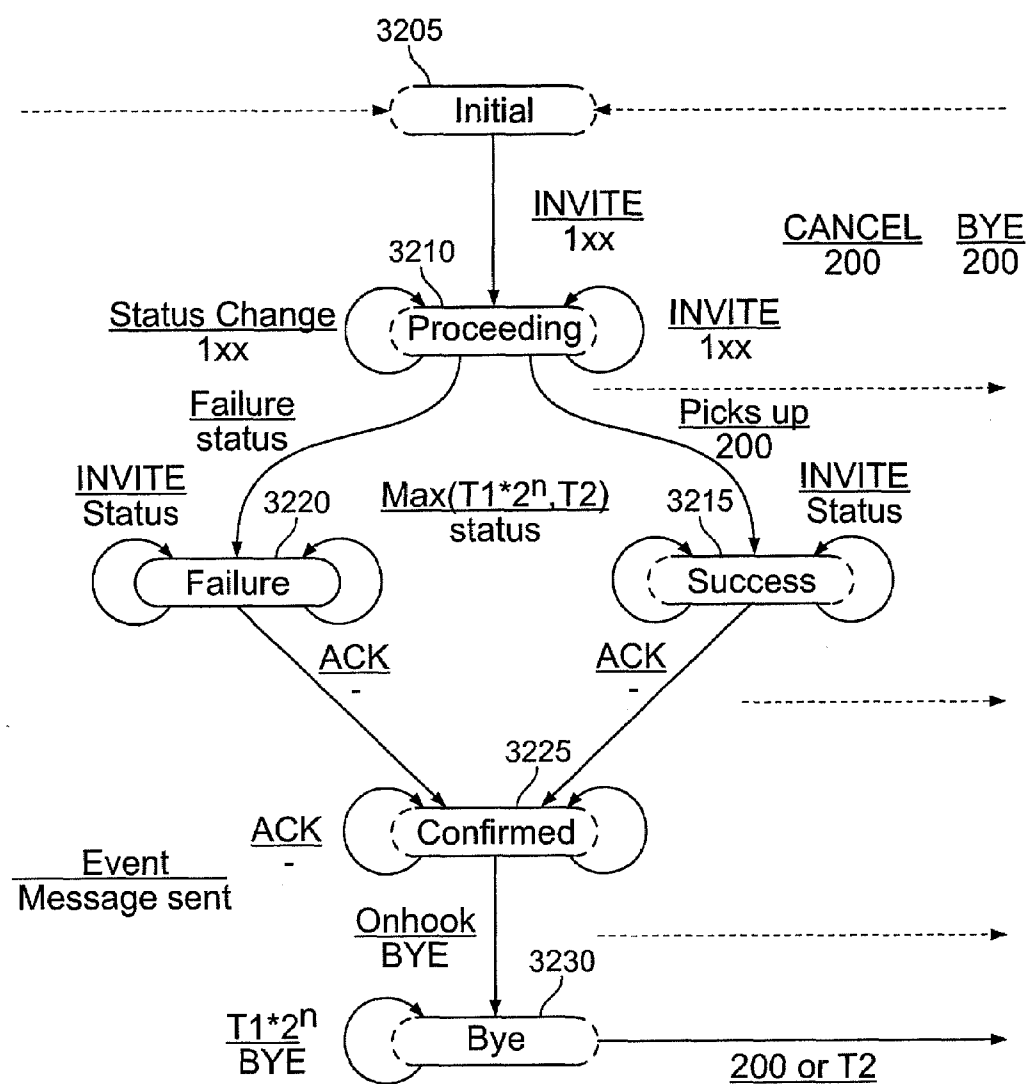 3205
Initial
INVITE
1xx
CANCEL
200
BYE
200
3210
Status Change
1xx
Proceeding
INVITE
1xx
Failure
status
Picks up
200
INVITE
Status
3220
Max(T1*2ⁿ,T2)
status
3215
INVITE
Status
Failure
Success
ACK
-
ACK
-
3225
ACK
-
Confirmed
Event
Message sent
Onhook
BYE
3230
T1*2ⁿ
BYE
Bye
200 or T2